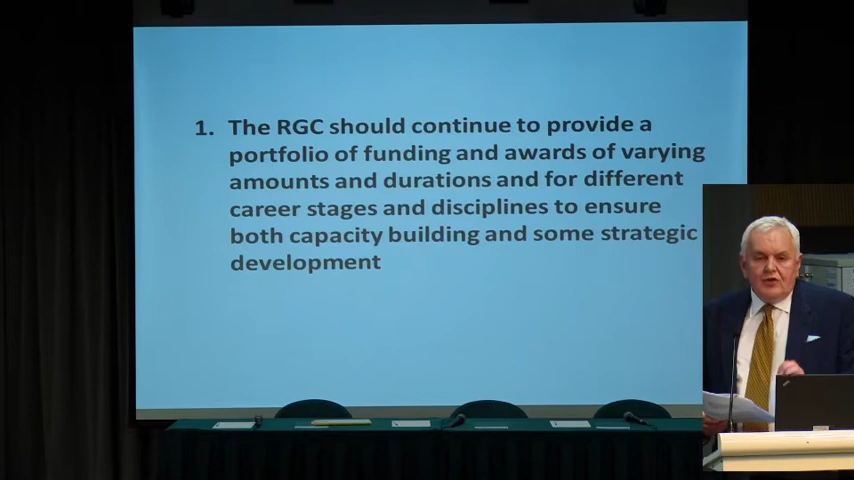 1. The RGC should continue to provide a
portfolio of funding and awards of varying
amounts and durations and for different
career stages and disciplines to ensure
both capacity building and some strategic
development